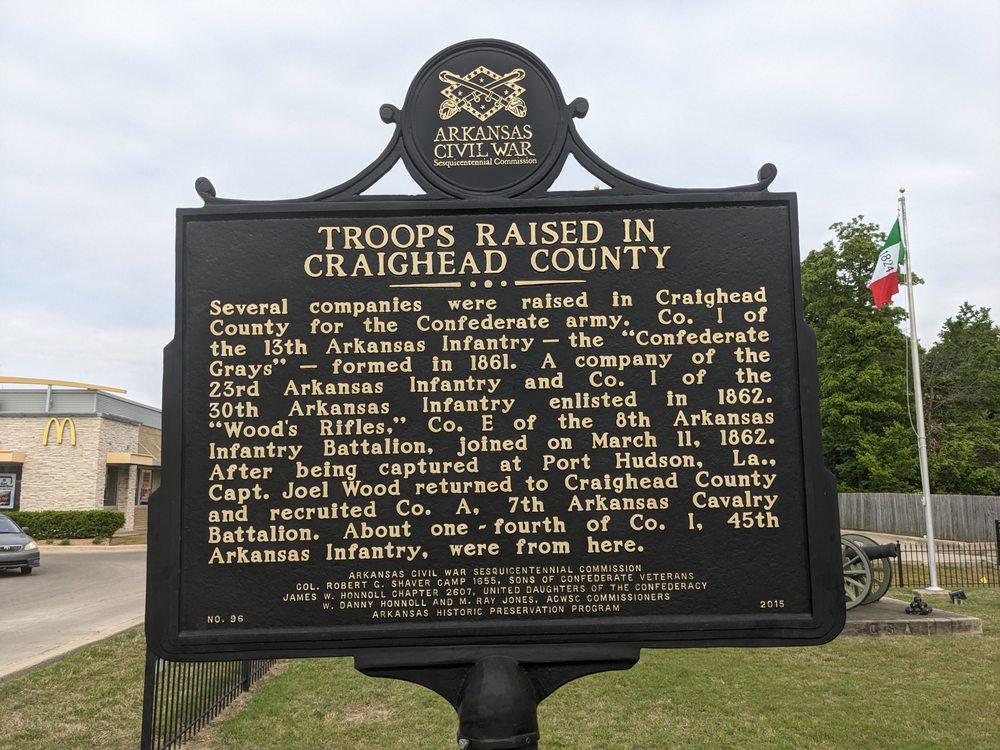 ARKANSAS
CIVIL WAR
Sesquicentennial Commission
TROOPS RAISED IN
CRAIGHEAD COUNTY
Several companies were raised in Craighead
County for the Confederate army. Co. I of
the 13th Arkansas Infantry — the "Confederate
Grays" — formed in 1861. A company of the
23rd Arkansas Infantry and Co. I of the
30th Arkansas Infantry enlisted in 1862.
"Wood's Rifles," Co. E of the 8th Arkansas
Infantry Battalion, joined on March 11, 1862.
After being captured at Port Hudson, La.,
Capt. Joel Wood returned to Craighead County
and recruited Co. A, 7th Arkansas Cavalry
Battalion. About one-fourth of Co. I, 45th
Arkansas Infantry, were from here.
ARKANSAS CIVIL WAR SESQUICENTENNIAL COMMISSION
COL. ROBERT G. SHAVER CAMP 1655, SONS OF CONFEDERATE VETERANS
JAMES W. HONNOLL CHAPTER 2607, UNITED DAUGHTERS OF THE CONFEDERACY
W. DANNY HONNOLL AND M. RAY JONES, ACWSC COMMISSIONERS
ARKANSAS HISTORIC PRESERVATION PROGRAM
NO. 96
2015
1824
CSA